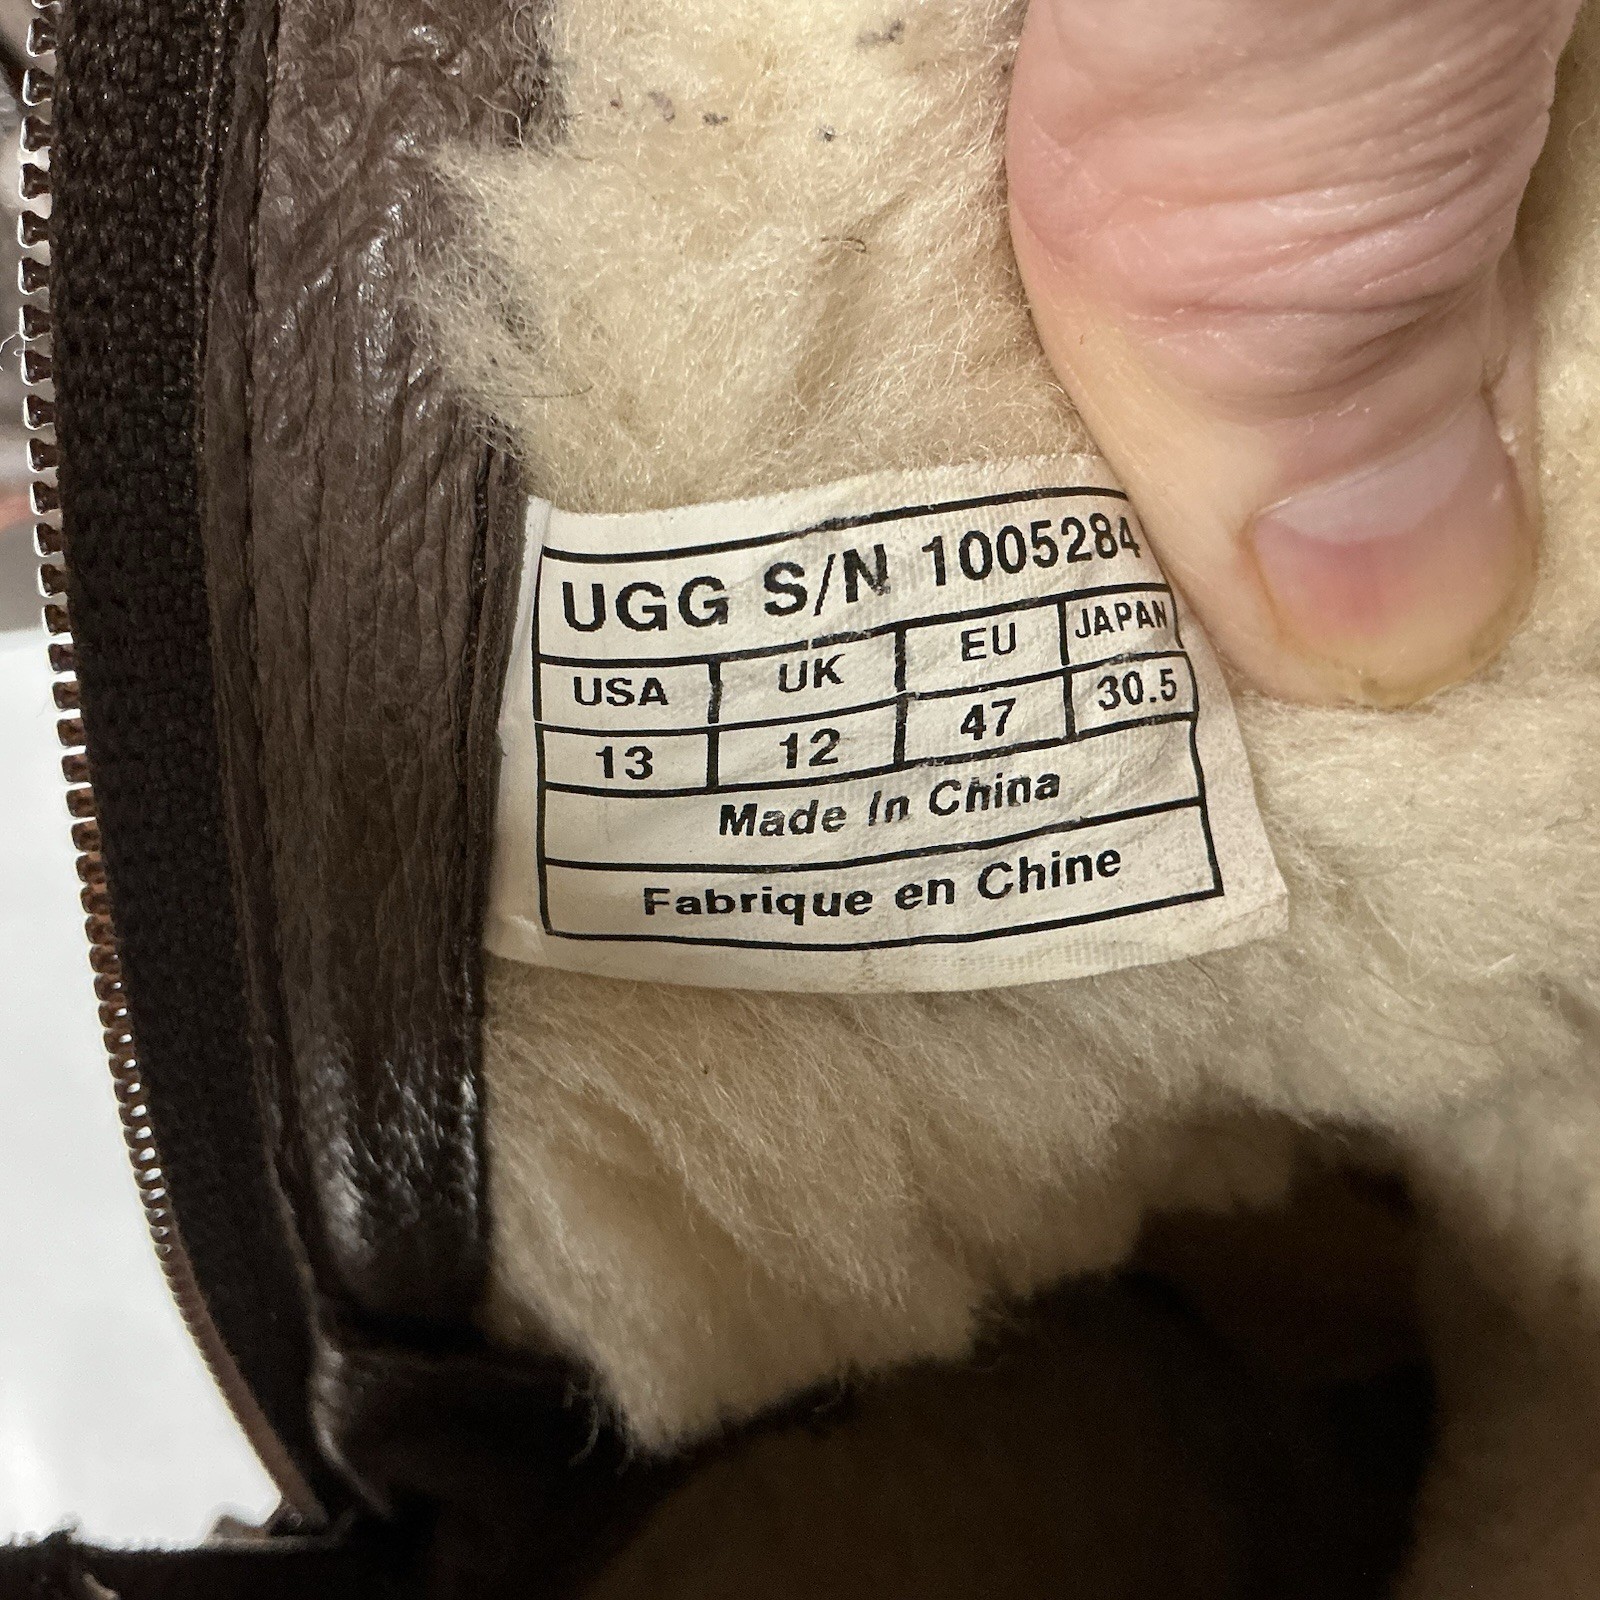 UGG S/N 1005284
USA UK EU JAPAN
13 12 47 30.5
Made In China
Fabrique en Chine